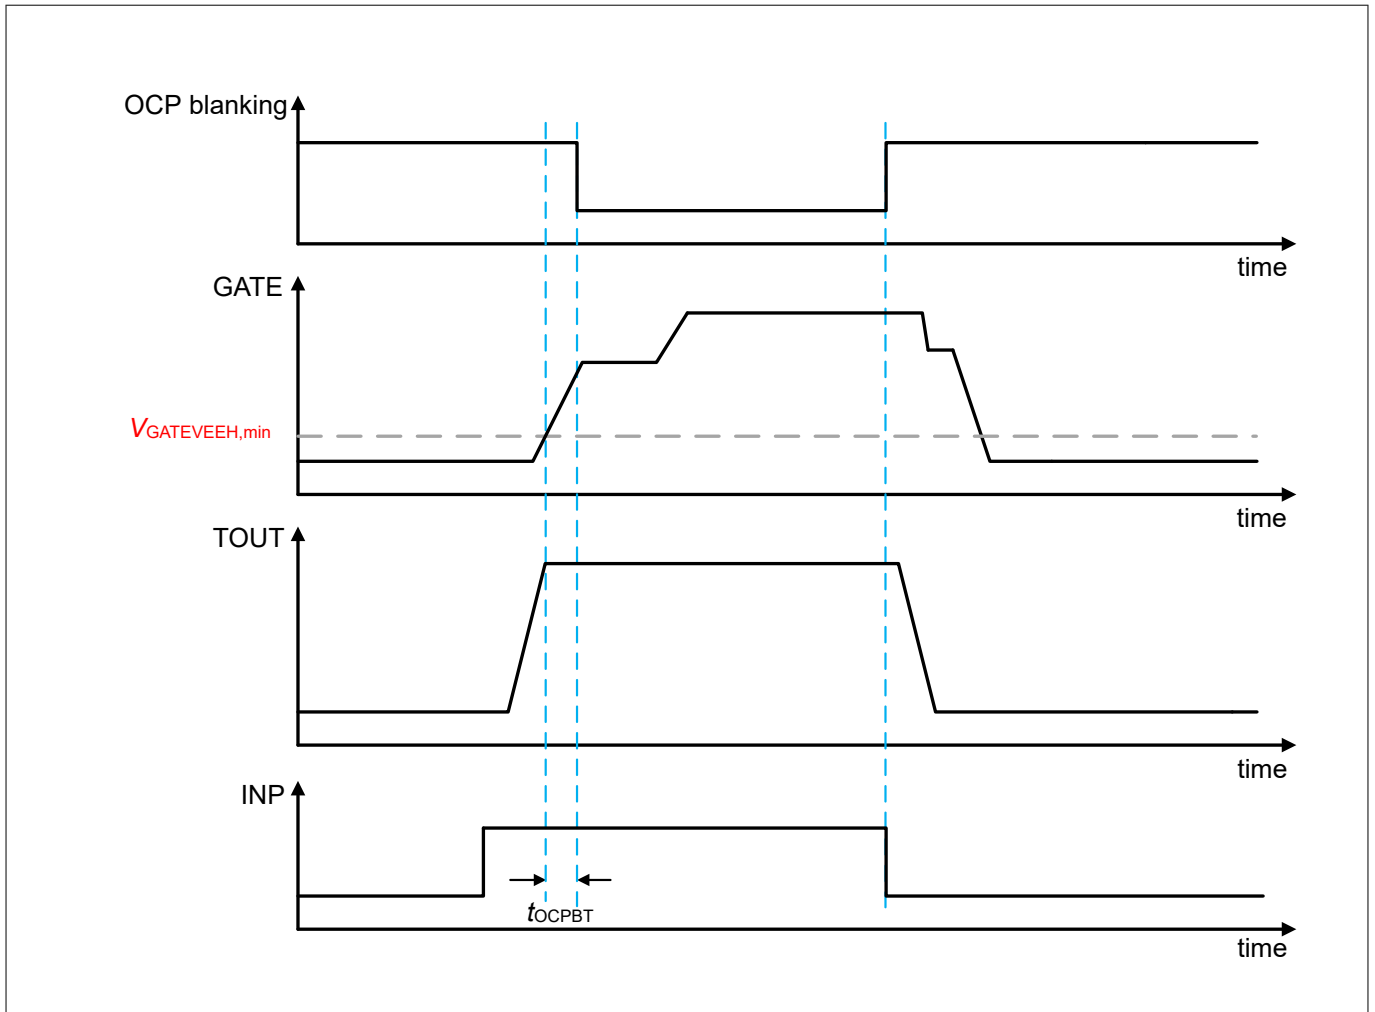 OCP blanking
time
GATE
VGATEVEEH,min
time
TOUT
time
INP
tOCPBT
time